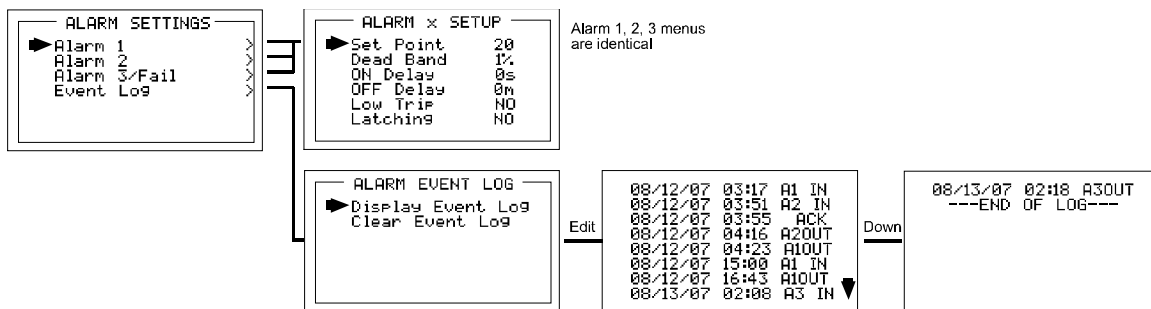 ALARM SETTINGS
Alarm 1 >
Alarm 2 >
Alarm 3/Fail >
Event Log >
ALARM x SETUP
Set Point 20
Dead Band 1%
ON Delay 0s
OFF Delay 0m
Low Trip NO
Latching NO
Alarm 1, 2, 3 menus
are identical
ALARM EVENT LOG
Display Event Log
Clear Event Log
Edit
08/12/07 03:17 A1 IN
08/12/07 03:51 A2 IN
08/12/07 03:55 ACK
08/12/07 04:16 A2OUT
08/12/07 04:23 A1OUT
08/12/07 15:00 A1 IN
08/12/07 16:43 A1OUT
08/13/07 02:08 A3 IN
Down
08/13/07 02:18 A3OUT
---END OF LOG---